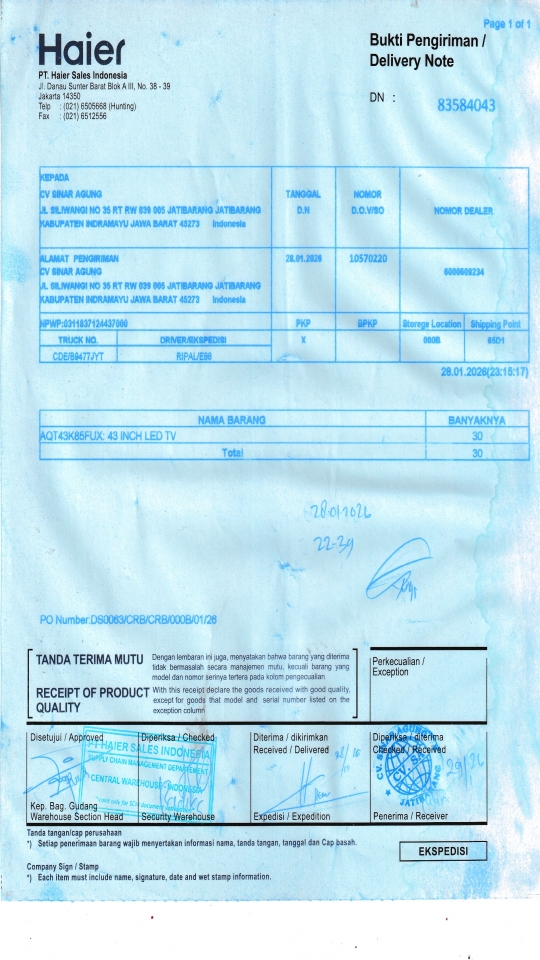 Page 1 of 1
Haier
Bukti Pengiriman /
Delivery Note
PT. Haier Sales Indonesia
Jl. Danau Sunter Barat Blok A III, No. 38 - 39
Jakarta 14350
Telp : (021) 6505668 (Hunting)
Fax : (021) 6512556
DN : 83584043
KEPADA
CV SINAR AGUNG
JL SILIWANGI NO 35 RT RW 039 005 JATIBARANG JATIBARANG
KABUPATEN INDRAMAYU JAWA BARAT 45273 Indonesia
TANGGAL
D.N
NOMOR
D.O.V/SO
NOMOR DEALER
ALAMAT PENGIRIMAN
CV SINAR AGUNG
JL SILIWANGI NO 35 RT RW 039 005 JATIBARANG JATIBARANG
KABUPATEN INDRAMAYU JAWA BARAT 45273 Indonesia
28.01.2026
10570220
6000609234
NPWP:0311837124437000
PKP
BPKP
Storege Location
Shipping Point
TRUCK NO.
DRIVER/EKSPEDISI
X
000B
65D1
CDE/B9477JYT
RIPAL/E66
28.01.2026(23:15:17)
NAMA BARANG BANYAKNYA
AQT43K85FUX: 43 INCH LED TV 30
Total 30
28-01-2026
22-39
PO Number:DS0063/CRB/CRB/000B/01/26
TANDA TERIMA MUTU
Dengan lembaran ini juga, menyatakan bahwa barang yang diterima
tidak bermasalah secara manajemen mutu, kecuali barang yang
model dan nomor serinya tertera pada kolom pengecualian
RECEIPT OF PRODUCT
QUALITY
With this receipt declare the goods received with good quality,
except for goods that model and serial number listed on the
exception column
Perkecualian /
Exception
Disetujui / Approved
Diperiksa / Checked
Diterima / dikirimkan
Received / Delivered
Diperiksa / diterima
Checked / Received
PT HAIER SALES INDONESIA
SUPPLY CHAIN MANAGEMENT DEPARTEMENT
CENTRAL WAREHOUSE INDONESIA
Kep. Bag. Gudang
Warehouse Section Head
Security Warehouse
Expedisi / Expedition
Penerima / Receiver
JATIBARANG
Tanda tangan/cap perusahaan
*) Setiap penerimaan barang wajib menyertakan informasi nama, tanda tangan, tanggal dan Cap basah.
EKSPEDISI
Company Sign / Stamp
*) Each item must include name, signature, date and wet stamp information.